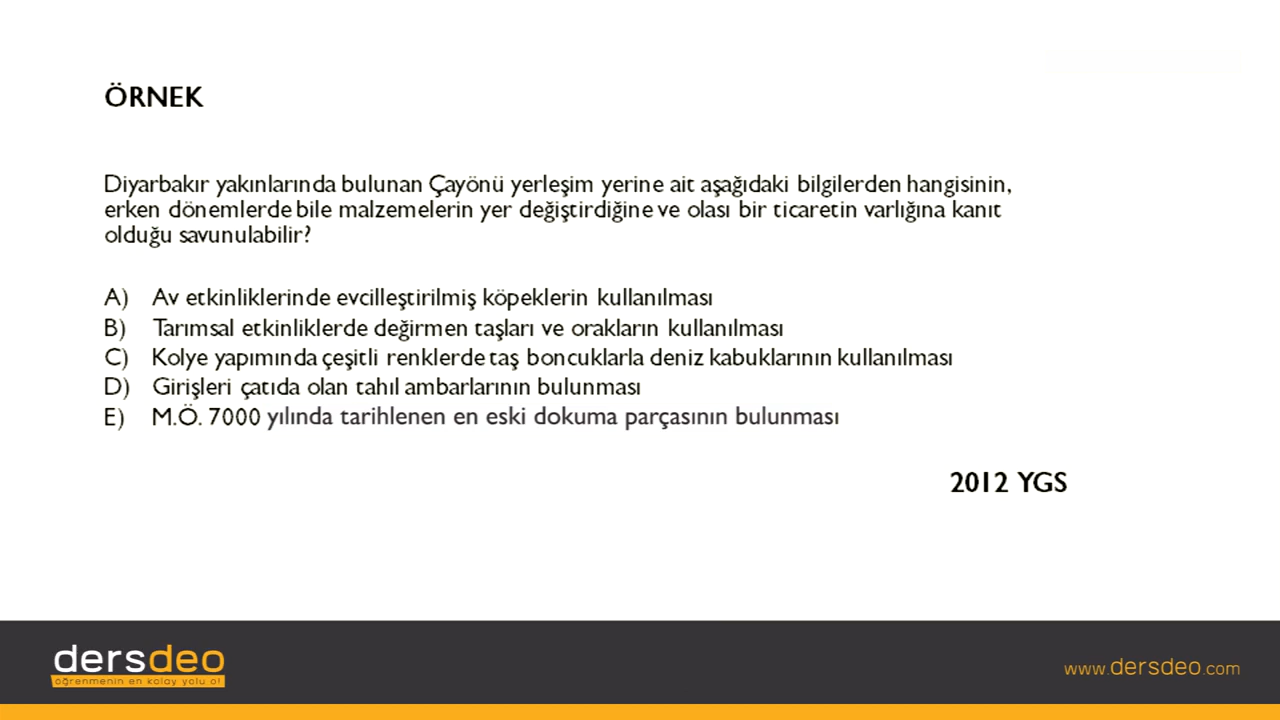 ÖRNEK
Diyarbakır yakınlarında bulunan Çayönü yerleşim yerine ait aşağıdaki bilgilerden hangisinin,
erken dönemlerde bile malzemelerin yer değiştirdiğine ve olası bir ticaretin varlığına kanıt
olduğu savunulabilir?
A) Av etkinliklerinde evcilleştirilmiş köpeklerin kullanılması
B) Tarımsal etkinliklerde değirmen taşları ve orakların kullanılması
C) Kolye yapımında çeşitli renklerde taş boncuklarla deniz kabuklarının kullanılması
D) Girişleri çatıda olan tahıl ambarlarının bulunması
E) M.Ö. 7000 yılında tarihlenen en eski dokuma parçasının bulunması
2012 YGS
dersdeo
öğrenmenin en kolay yolu o!
www.dersdeo.com